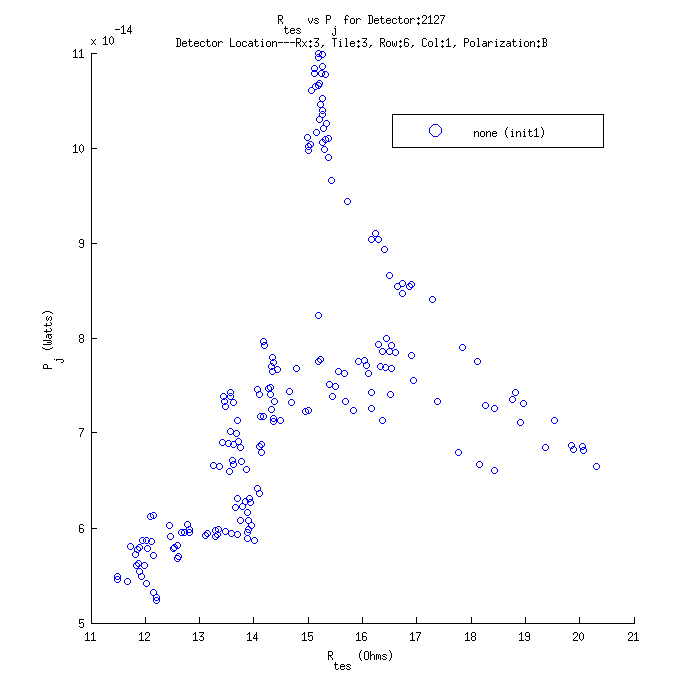 R_tes vs P_j for Detector:2127
Detector Location---Rx:3, Tile:3, Row:6, Col:1, Polarization:B
x 10^-14
none (init1)
11
10
9
8
7
6
5
P_j (Watts)
11 12 13 14 15 16 17 18 19 20 21
R_tes (Ohms)